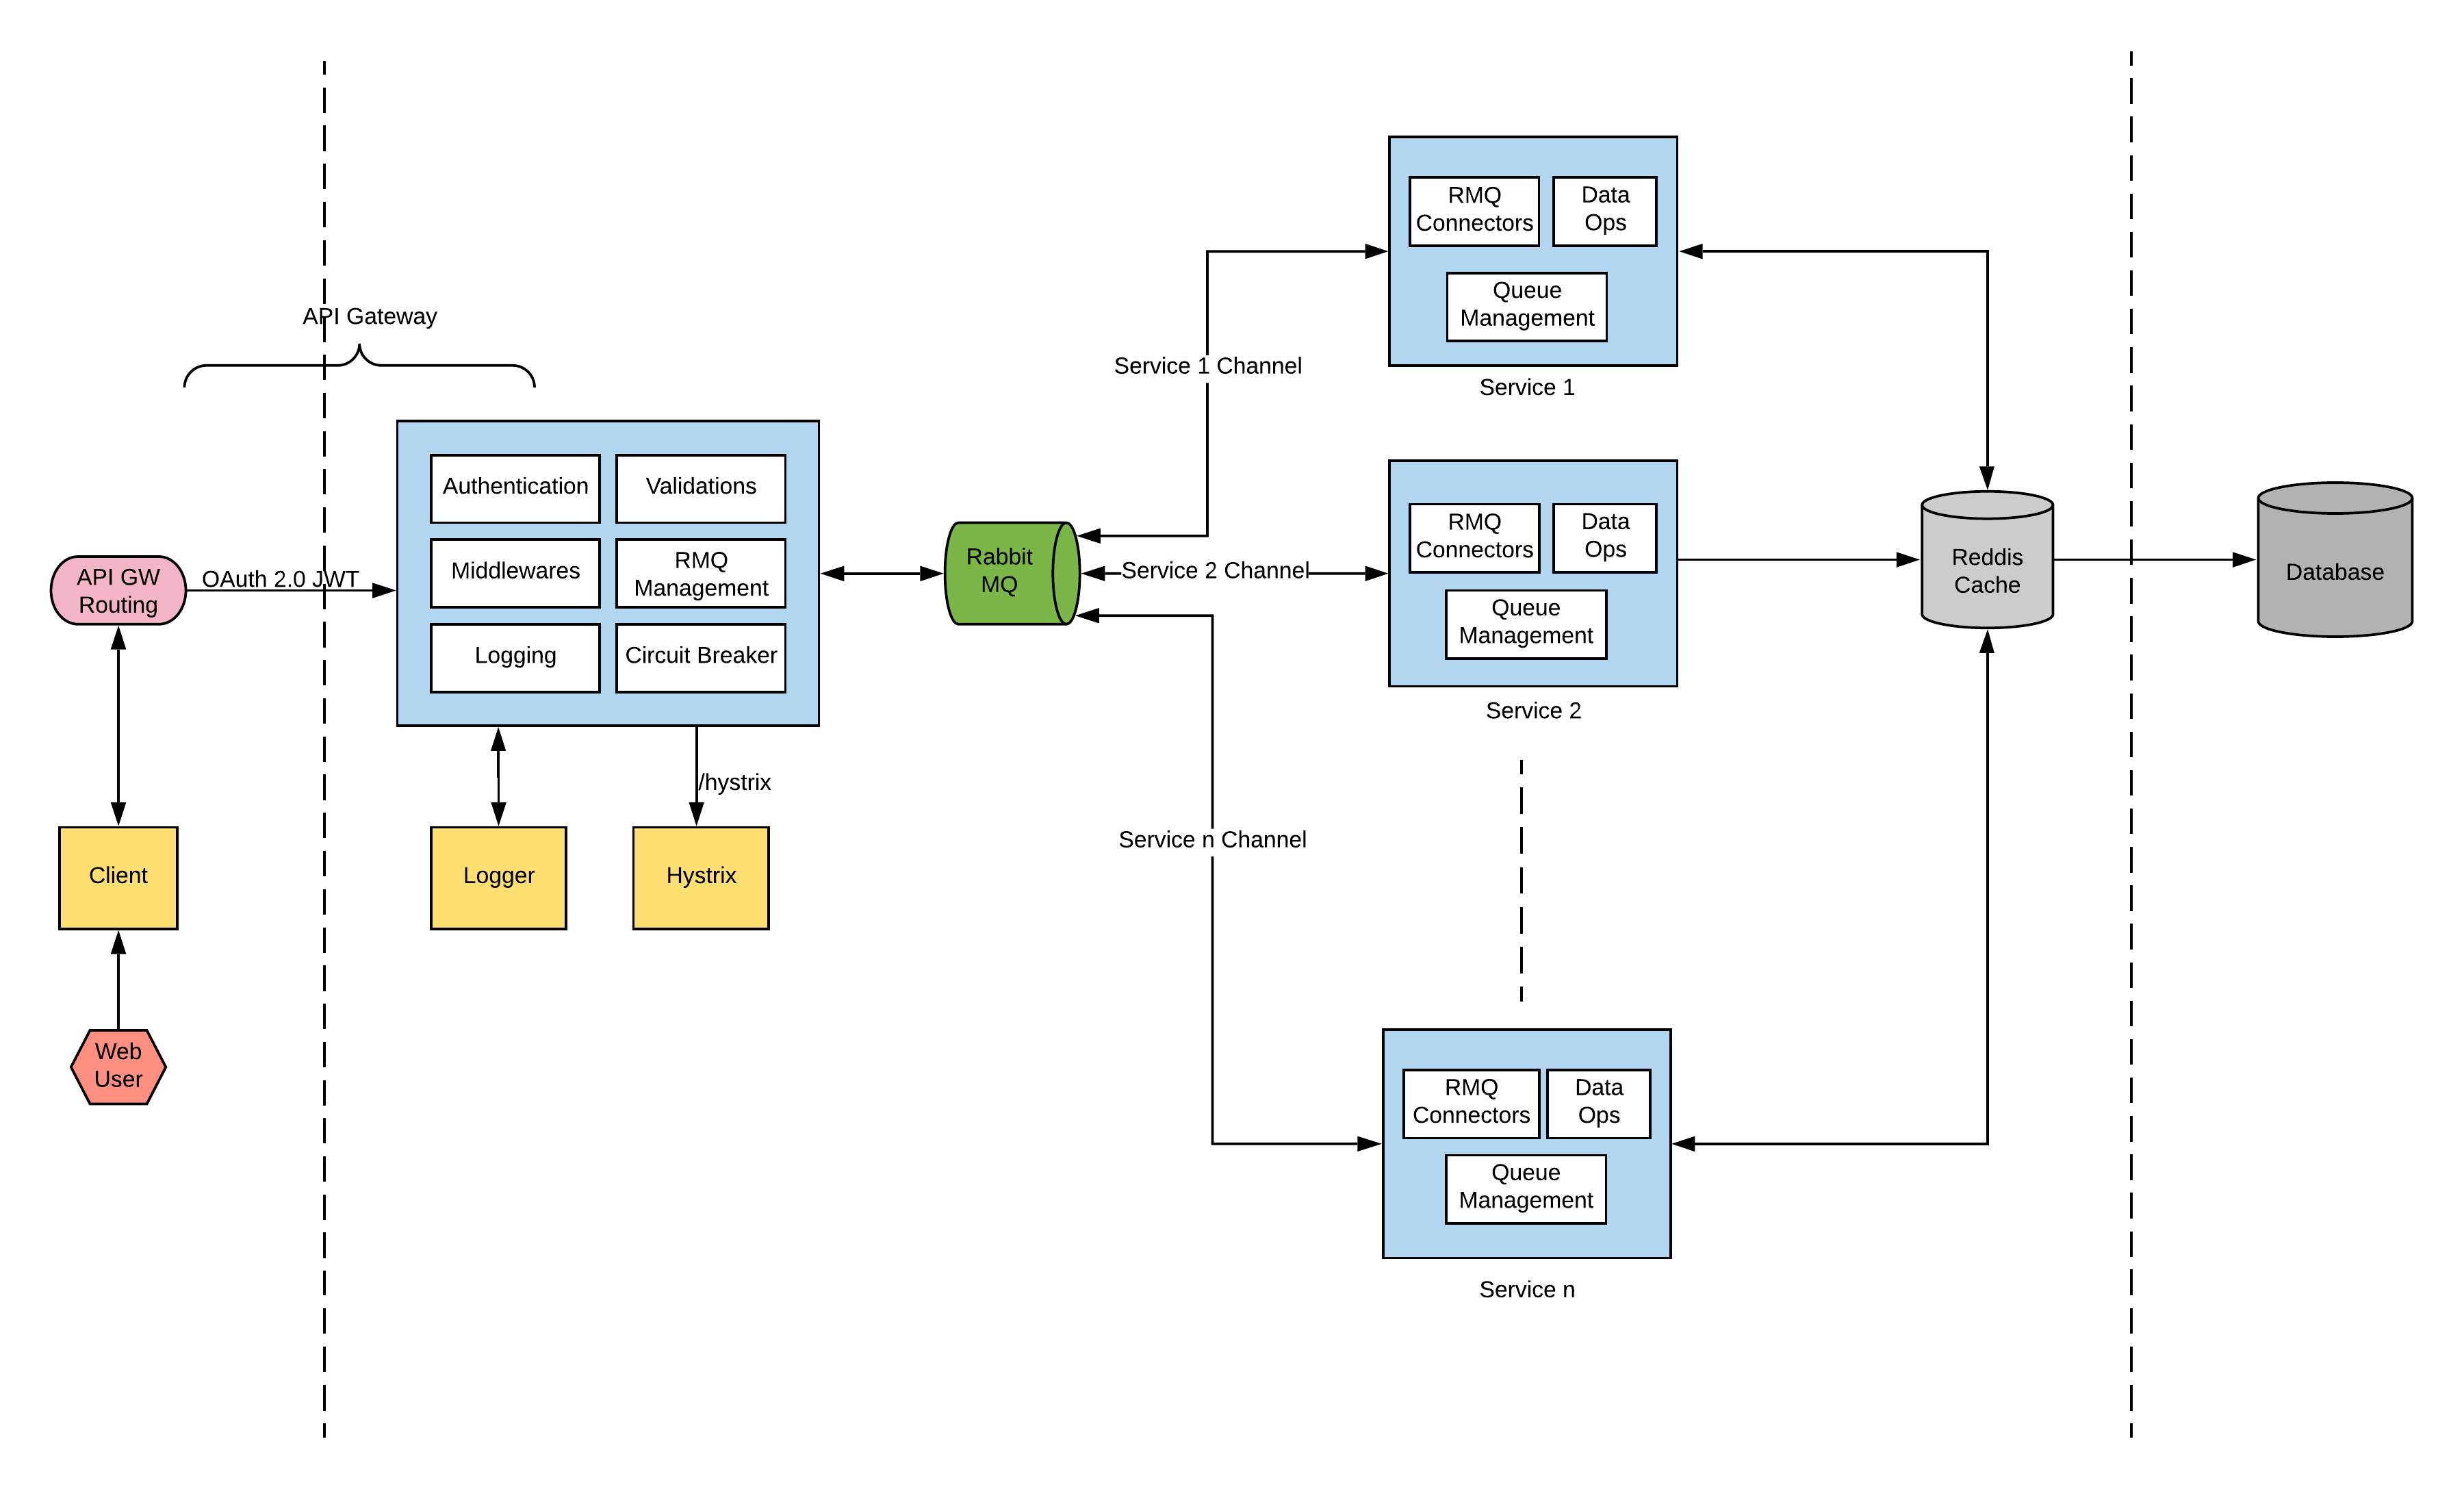 API Gateway
API GW
Routing
OAuth 2.0 JWT
Client
Web
User
Authentication
Validations
Middlewares
RMQ
Management
Logging
Circuit Breaker
/hystrix
Logger
Hystrix
Rabbit
MQ
Service 1 Channel
Service 2 Channel
Service n Channel
RMQ
Connectors
Data
Ops
Queue
Management
Service 1
RMQ
Connectors
Data
Ops
Queue
Management
Service 2
RMQ
Connectors
Data
Ops
Queue
Management
Service n
Reddis
Cache
Database